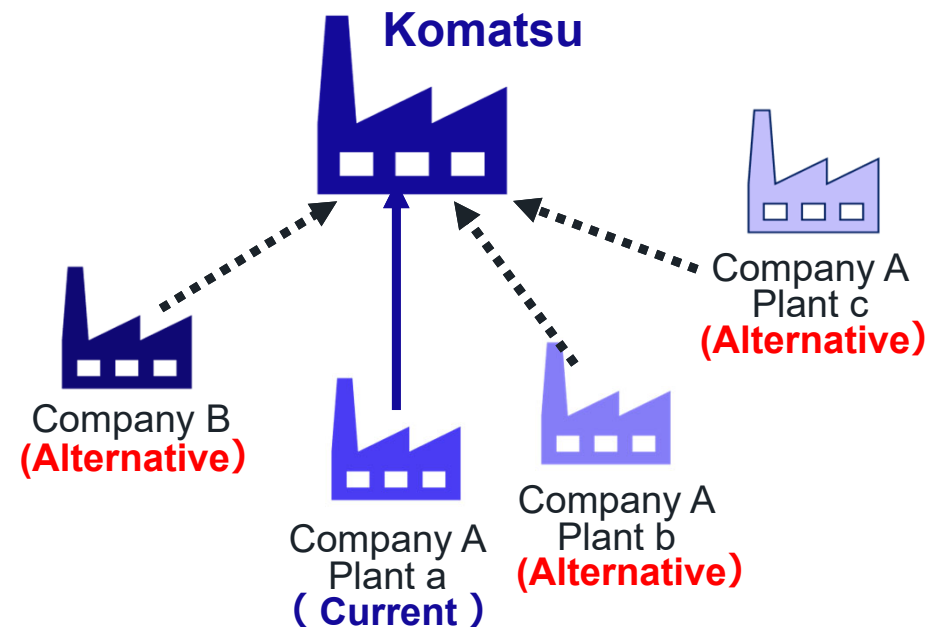 Komatsu
Company A
Plant c
(Alternative）
Company B
(Alternative）
Company A
Plant b
(Alternative）
Company A
Plant a
（ Current ）